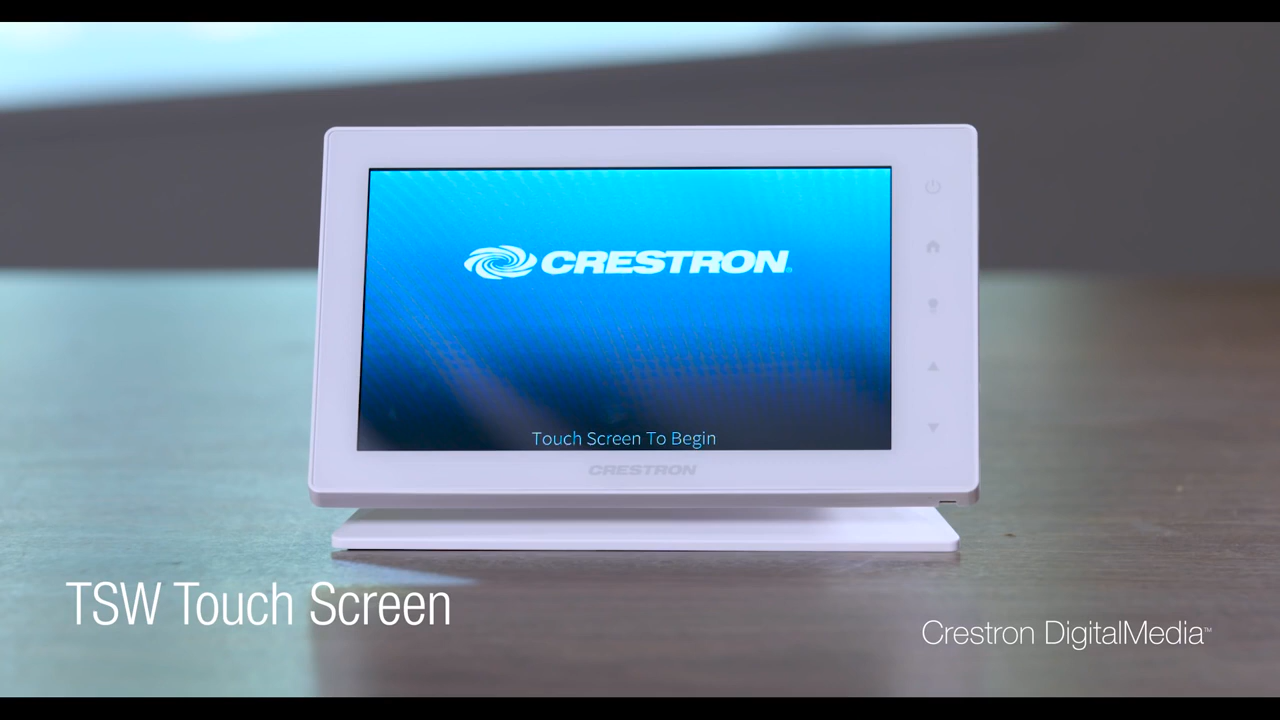 CRESTRON
Touch Screen To Begin
CRESTRON
TSW Touch Screen
Crestron DigitalMedia™